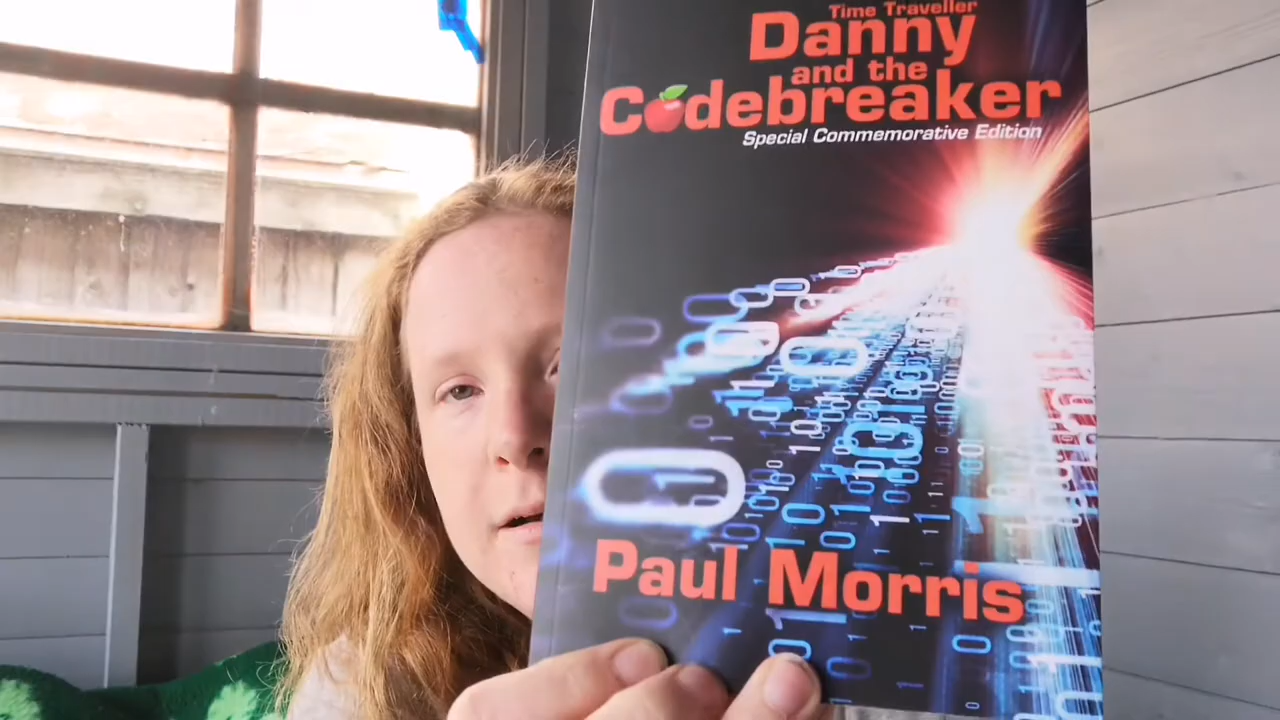 Time Traveller
Danny
and the
Codebreaker
Special Commemorative Edition
Paul Morris